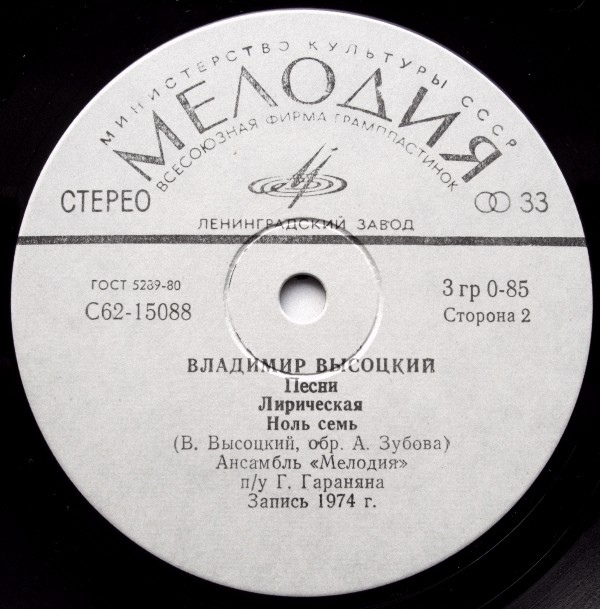 МИНИСТЕРСТВО КУЛЬТУРЫ СССР
МЕЛОДИЯ
ВСЕСОЮЗНАЯ ФИРМА ГРАМПЛАСТИНОК
СТЕРЕО
33
ЛЕНИНГРАДСКИЙ ЗАВОД
ГОСТ 5289-80
3 гр 0-85
С62-15088
Сторона 2
ВЛАДИМИР ВЫСОЦКИЙ
Песни
Лирическая
Ноль семь
(В. Высоцкий, обр. А. Зубова)
Ансамбль «Мелодия»
п/у Г. Гараняна
Запись 1974 г.